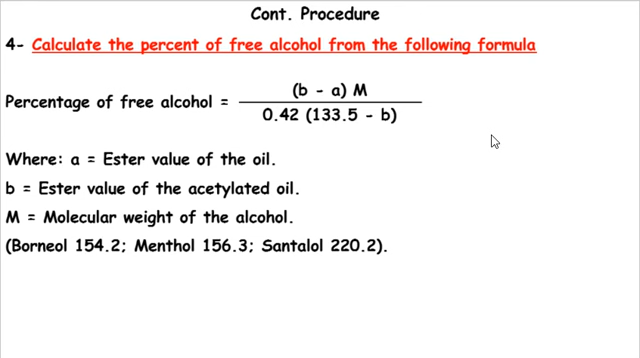 Cont. Procedure
4- Calculate the percent of free alcohol from the following formula
(b - a) M
Percentage of free alcohol =
0.42 (133.5 - b)
Where: a = Ester value of the oil.
b = Ester value of the acetylated oil.
M = Molecular weight of the alcohol.
(Borneol 154.2; Menthol 156.3; Santalol 220.2).